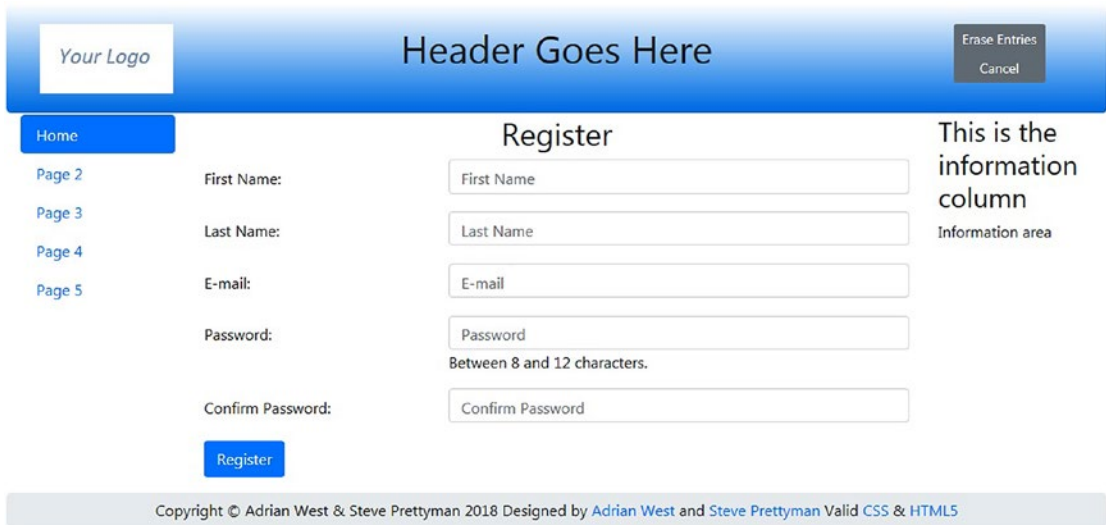 Your Logo
Header Goes Here
Erase Entries
Cancel
Home
Page 2
Page 3
Page 4
Page 5
Register
First Name:
First Name
Last Name:
Last Name
E-mail:
E-mail
Password:
Password
Between 8 and 12 characters.
Confirm Password:
Confirm Password
Register
This is the
information
column
Information area
Copyright © Adrian West & Steve Prettyman 2018 Designed by Adrian West and Steve Prettyman Valid CSS & HTML5